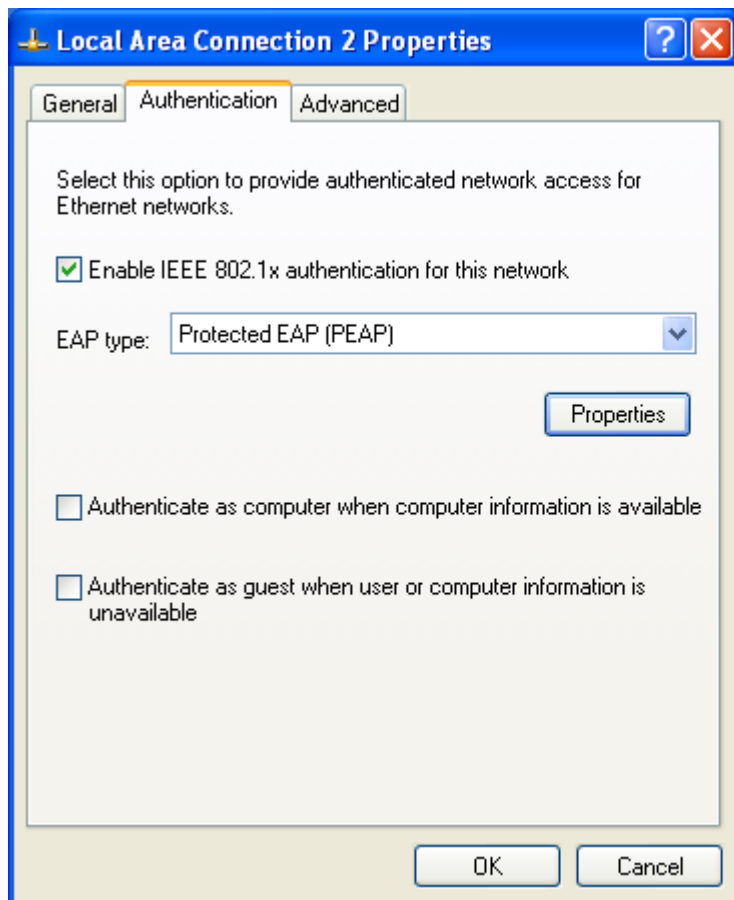 Local Area Connection 2 Properties
?
General Authentication Advanced
Select this option to provide authenticated network access for
Ethernet networks.
Enable IEEE 802.1x authentication for this network
EAP type: Protected EAP (PEAP)
Properties
Authenticate as computer when computer information is available
Authenticate as guest when user or computer information is
unavailable
OK Cancel